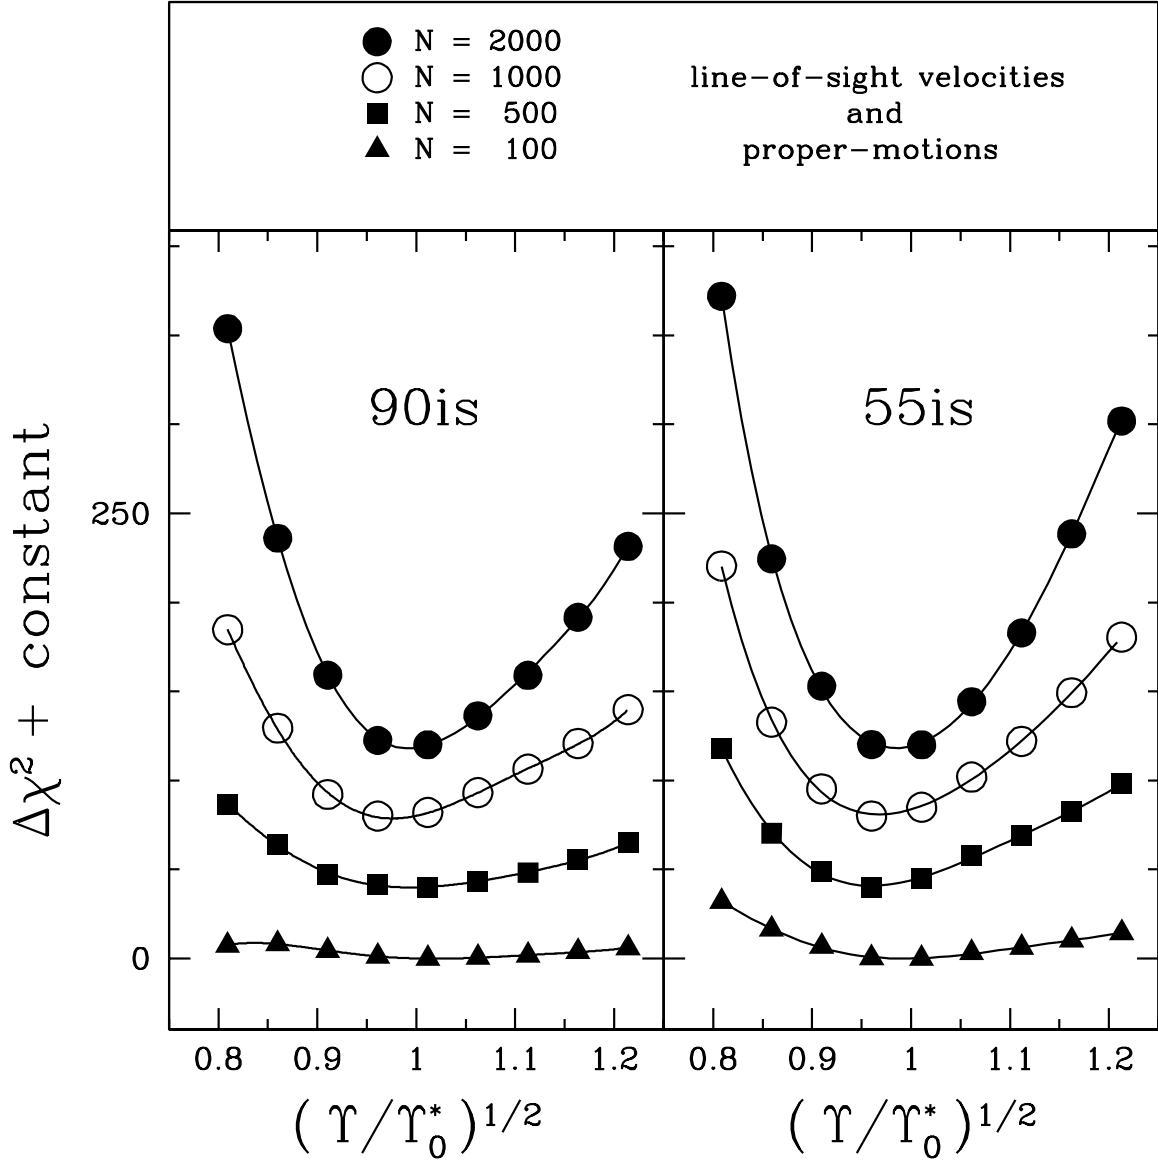 N = 2000
N = 1000
N = 500
N = 100
line-of-sight velocities
and
proper-motions
90is
55is
Δχ² + constant
250
0
0.8 0.9 1 1.1 1.2
0.8 0.9 1 1.1 1.2
( ϒ/ϒ₀* )^1/2
( ϒ/ϒ₀* )^1/2